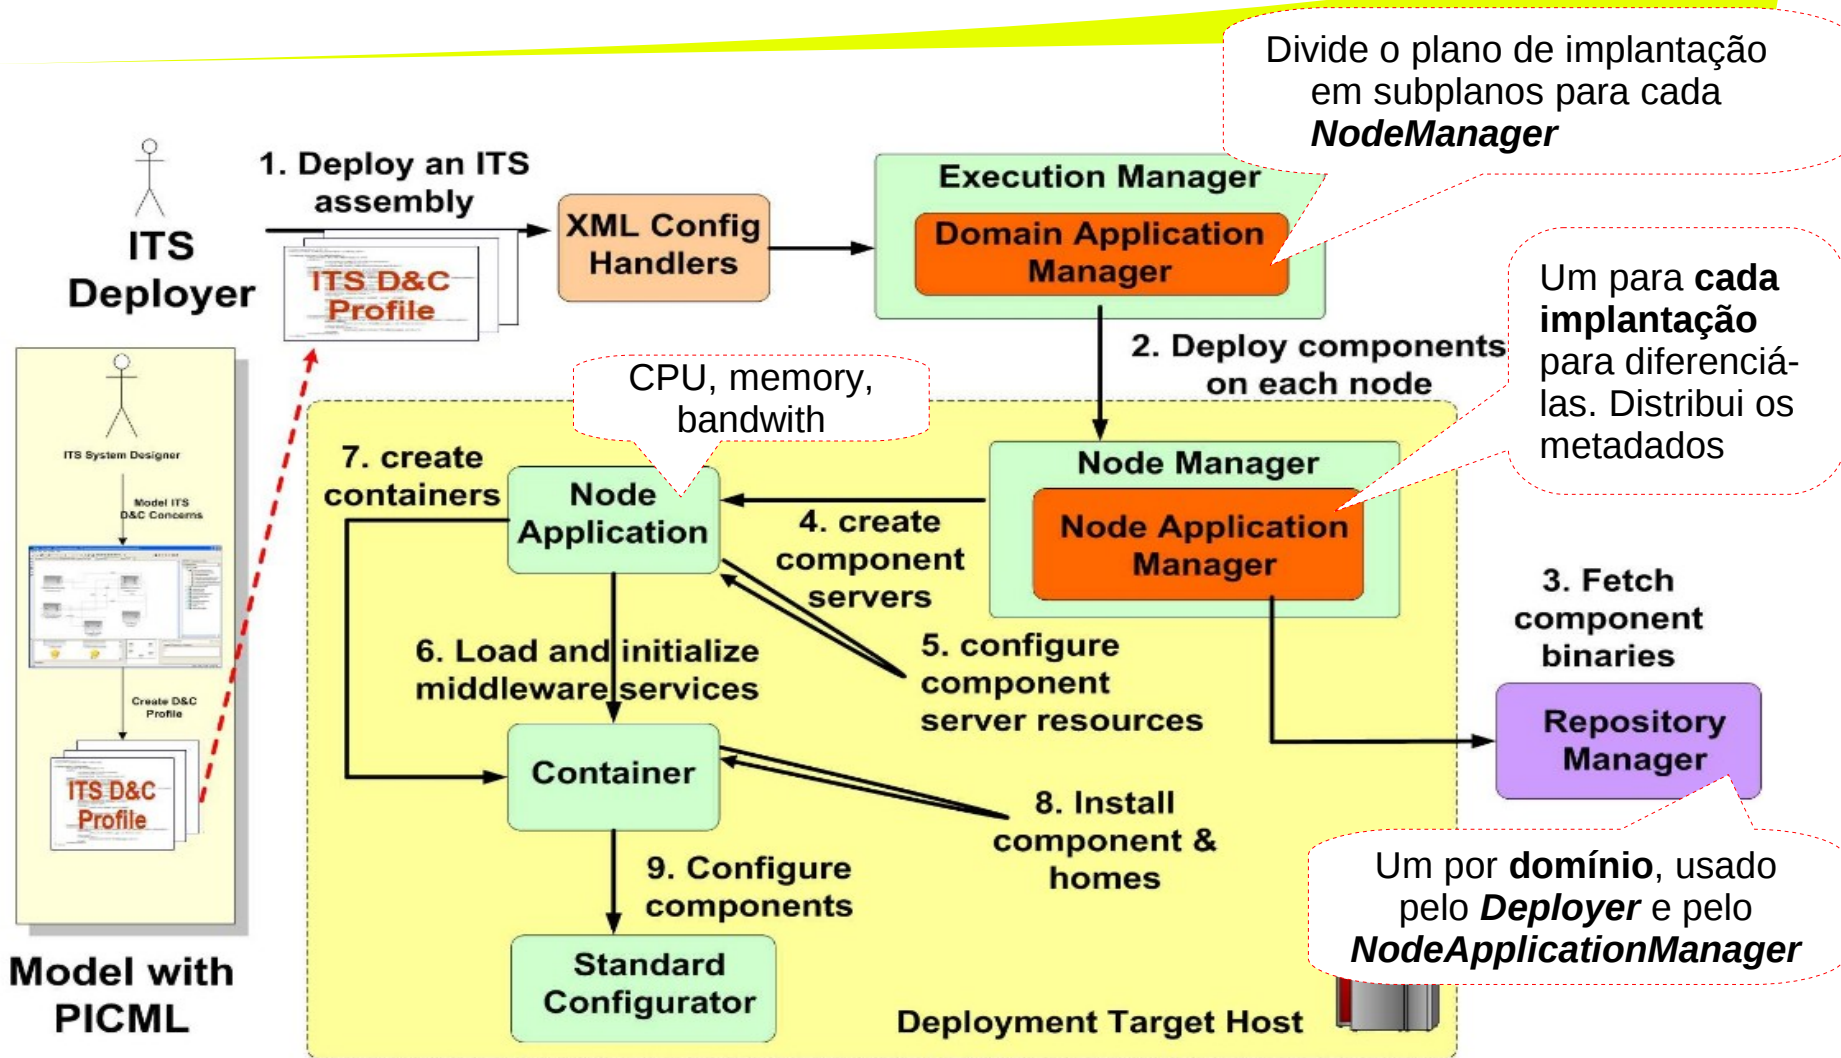 Divide o plano de implantação
em subplanos para cada
NodeManager
1. Deploy an ITS
assembly
ITS
Deployer
ITS D&C
Profile
XML Config
Handlers
Execution Manager
Domain Application
Manager
Um para cada
implantação
para diferenciá-
las. Distribui os
metadados
2. Deploy components
on each node
CPU, memory,
bandwith
ITS System Designer
Model ITS
D&C Concerns
Create D&C
Profile
ITS D&C
Profile
Model with
PICML
7. create
containers
Node
Application
4. create
component
servers
Node Manager
Node Application
Manager
3. Fetch
component
binaries
6. Load and initialize
middleware services
5. configure
component
server resources
Repository
Manager
Container
8. Install
component &
homes
9. Configure
components
Um por domínio, usado
pelo Deployer e pelo
NodeApplicationManager
Standard
Configurator
Deployment Target Host